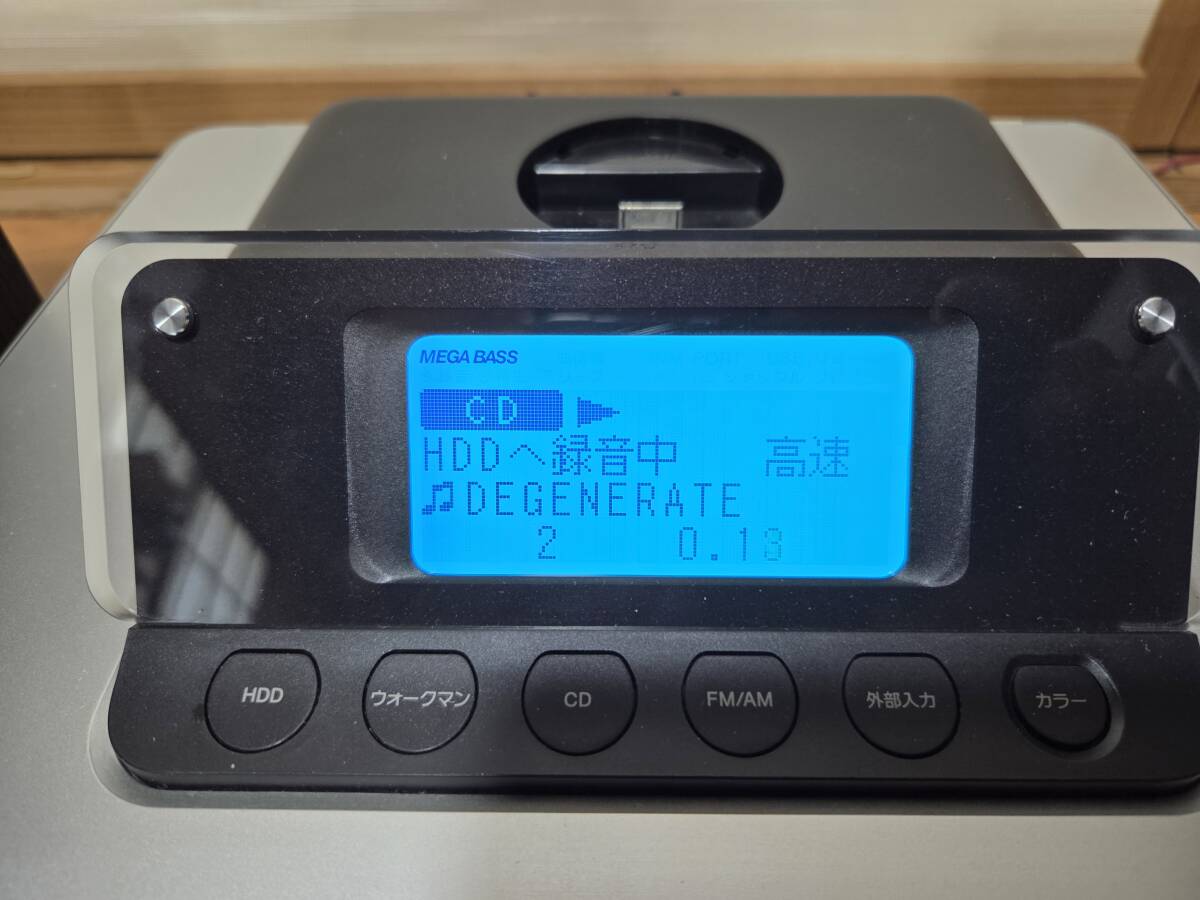 MEGA BASS
CD
HDDへ録音中 高速
DEGENERATE
2 0.18
HDD ウォークマン CD FM/AM 外部入力 カラー